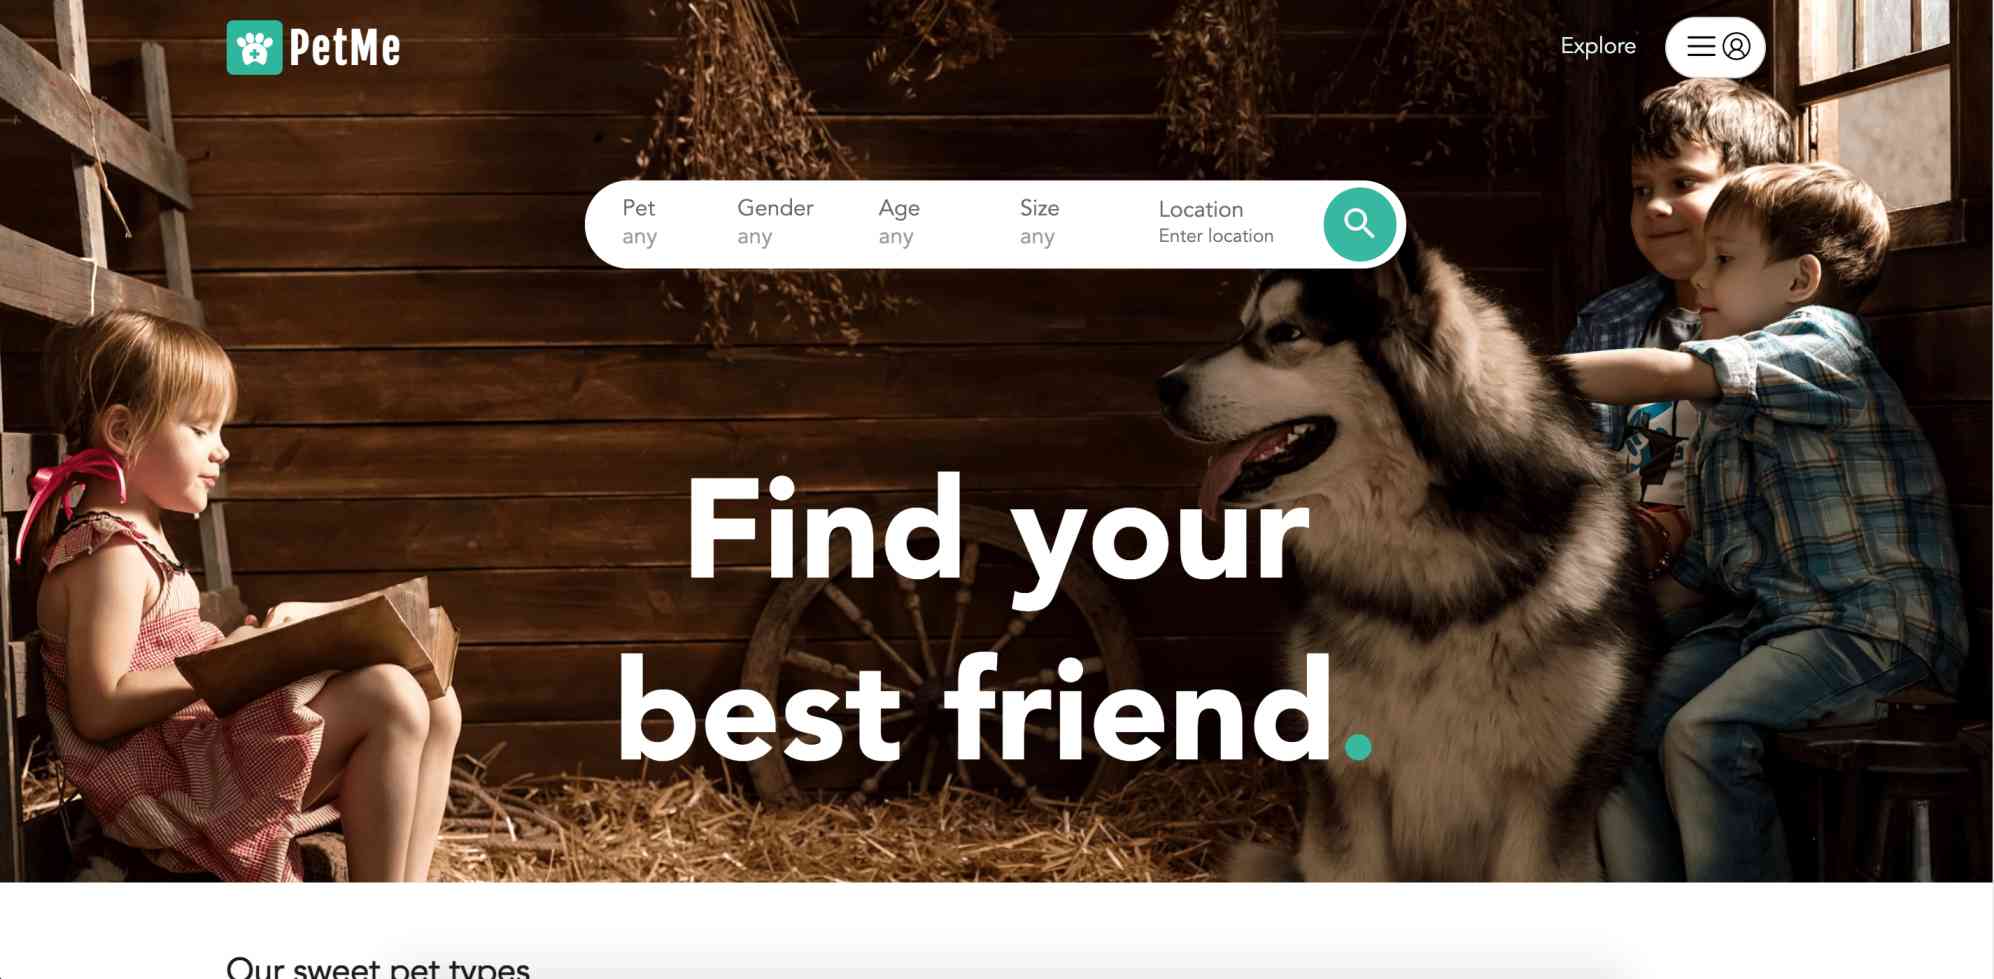 PetMe
Explore
Pet
any
Gender
any
Age
any
Size
any
Location
Enter location
Find your
best friend.
Our sweet pet types